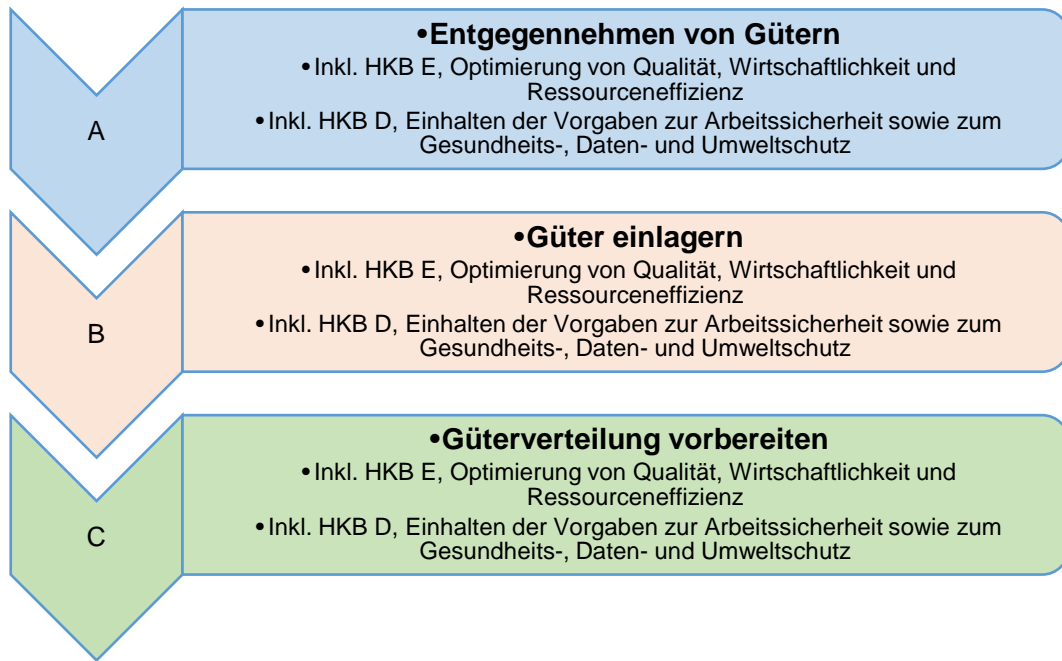 •Entgegennehmen von Gütern
•Inkl. HKB E, Optimierung von Qualität, Wirtschaftlichkeit und
Ressourceneffizienz
•Inkl. HKB D, Einhalten der Vorgaben zur Arbeitssicherheit sowie zum
Gesundheits-, Daten- und Umweltschutz
A
•Güter einlagern
•Inkl. HKB E, Optimierung von Qualität, Wirtschaftlichkeit und
Ressourceneffizienz
•Inkl. HKB D, Einhalten der Vorgaben zur Arbeitssicherheit sowie zum
Gesundheits-, Daten- und Umweltschutz
B
•Güterverteilung vorbereiten
•Inkl. HKB E, Optimierung von Qualität, Wirtschaftlichkeit und
Ressourceneffizienz
•Inkl. HKB D, Einhalten der Vorgaben zur Arbeitssicherheit sowie zum
Gesundheits-, Daten- und Umweltschutz
C